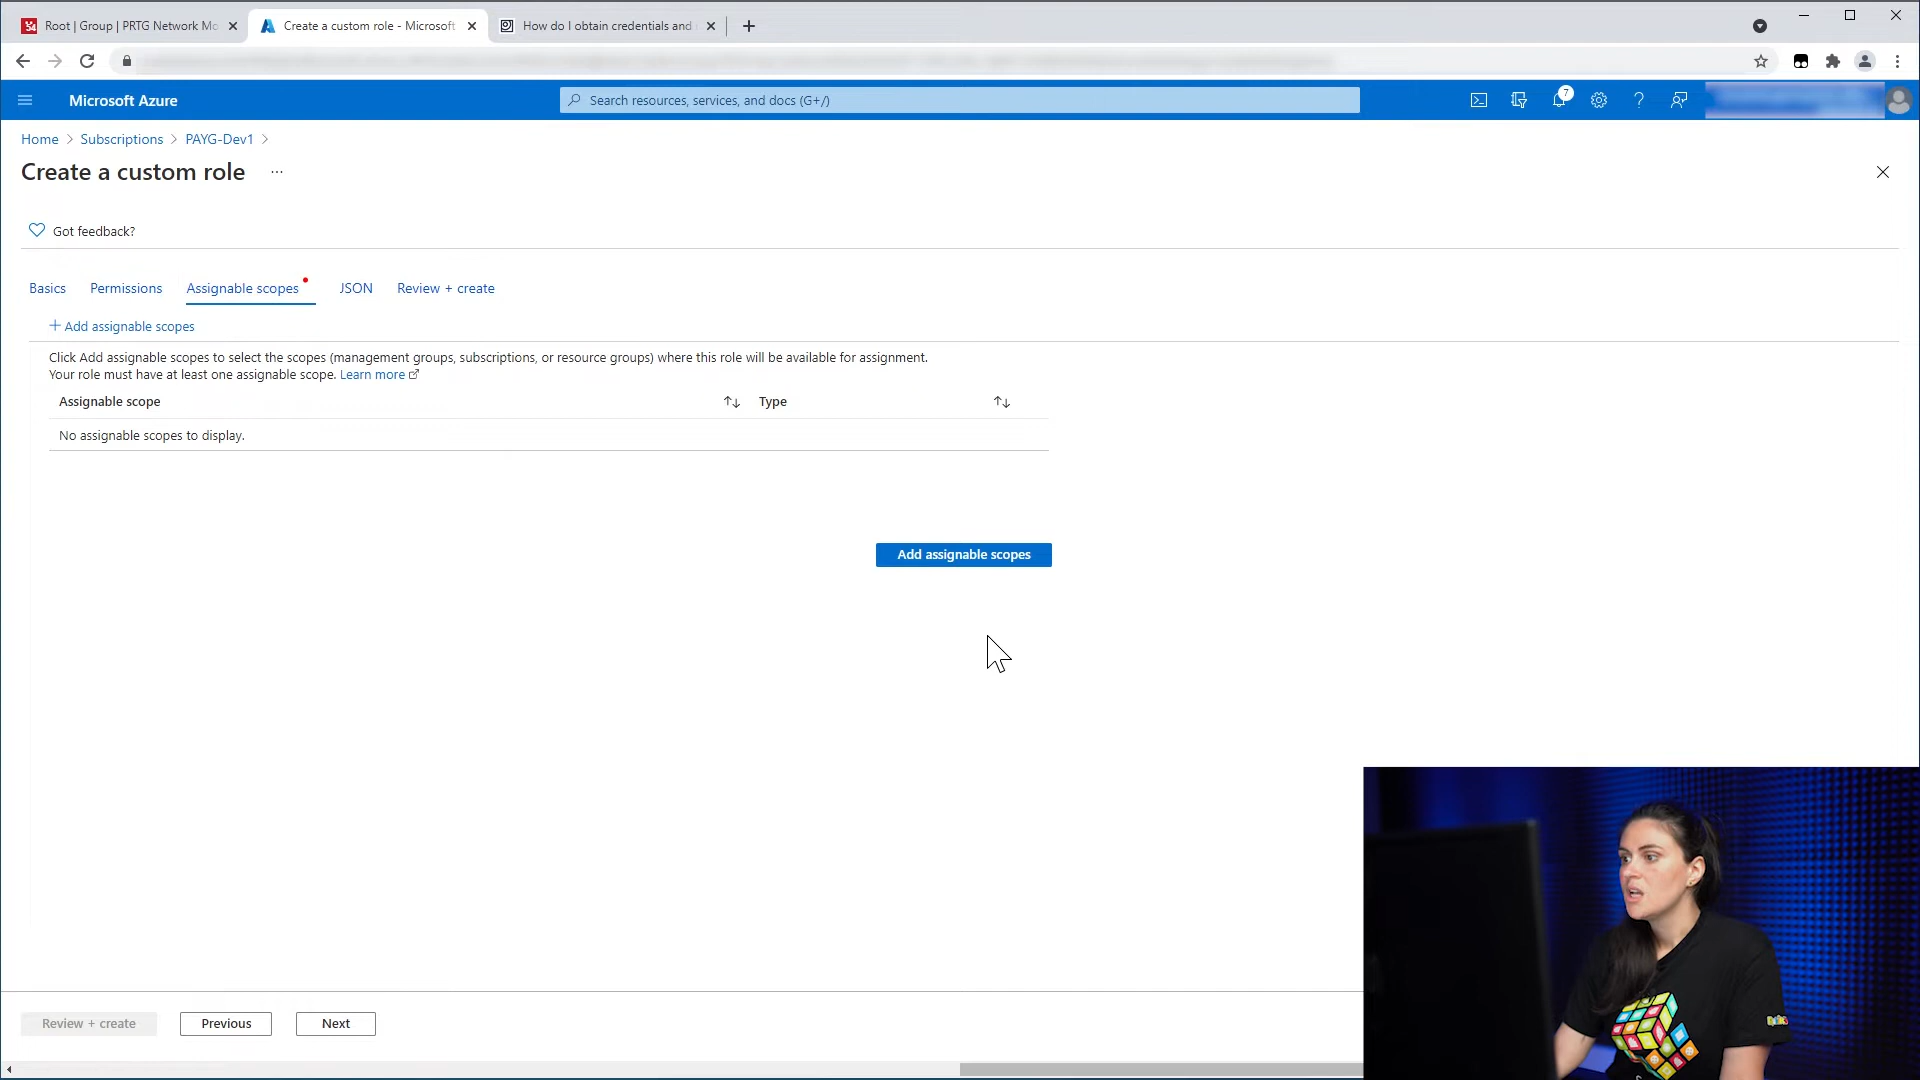 Root | Group | PRTG Network Mo
Create a custom role - Microsoft
How do I obtain credentials and
Microsoft Azure
Search resources, services, and docs (G+/)
7
Home > Subscriptions > PAYG-Dev1 >
Create a custom role ...
Got feedback?
Basics Permissions Assignable scopes JSON Review + create
+ Add assignable scopes
Click Add assignable scopes to select the scopes (management groups, subscriptions, or resource groups) where this role will be available for assignment.
Your role must have at least one assignable scope. Learn more
Assignable scope Type
No assignable scopes to display.
Add assignable scopes
Review + create Previous Next